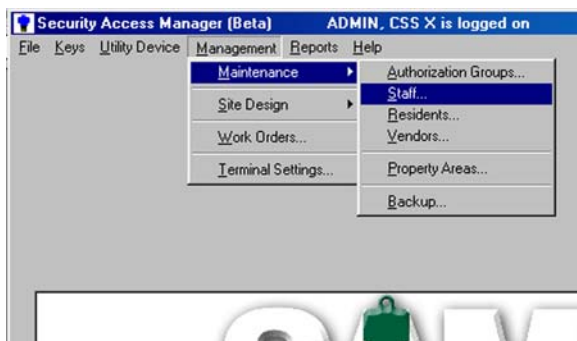 Security Access Manager (Beta) ADMIN, CSS X is logged on
File Keys Utility Device Management Reports Help
Maintenance
Site Design
Work Orders...
Terminal Settings...
Authorization Groups...
Staff...
Residents...
Vendors...
Property Areas...
Backup...